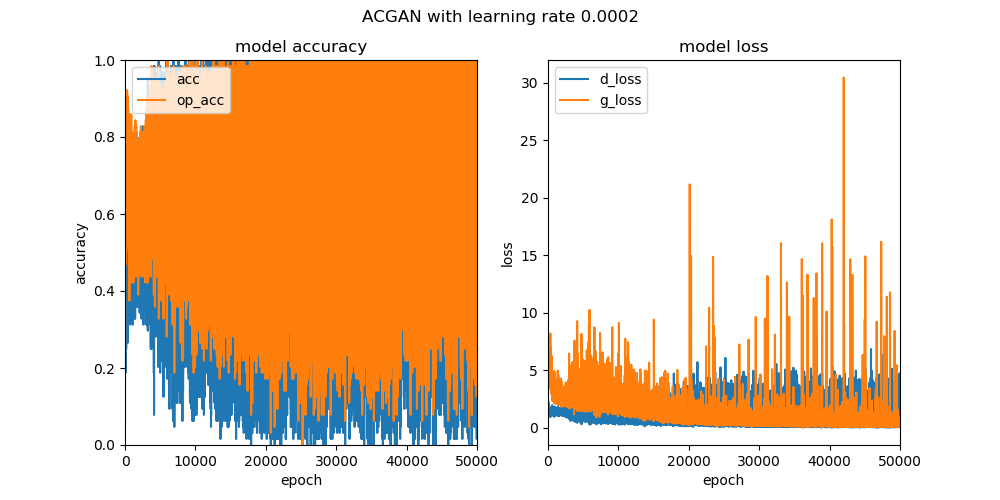 ACGAN with learning rate 0.0002
model accuracy
acc
op_acc
accuracy
1.0
0.8
0.6
0.4
0.2
0.0
0 10000 20000 30000 40000 50000
epoch
model loss
d_loss
g_loss
loss
30
25
20
15
10
5
0
0 10000 20000 30000 40000 50000
epoch